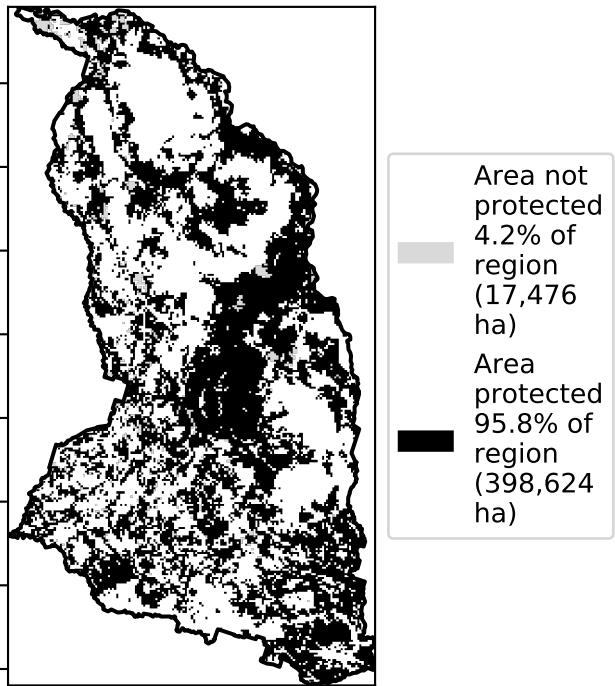 Area not
protected
4.2% of
region
(17,476
ha)
Area
protected
95.8% of
region
(398,624
ha)